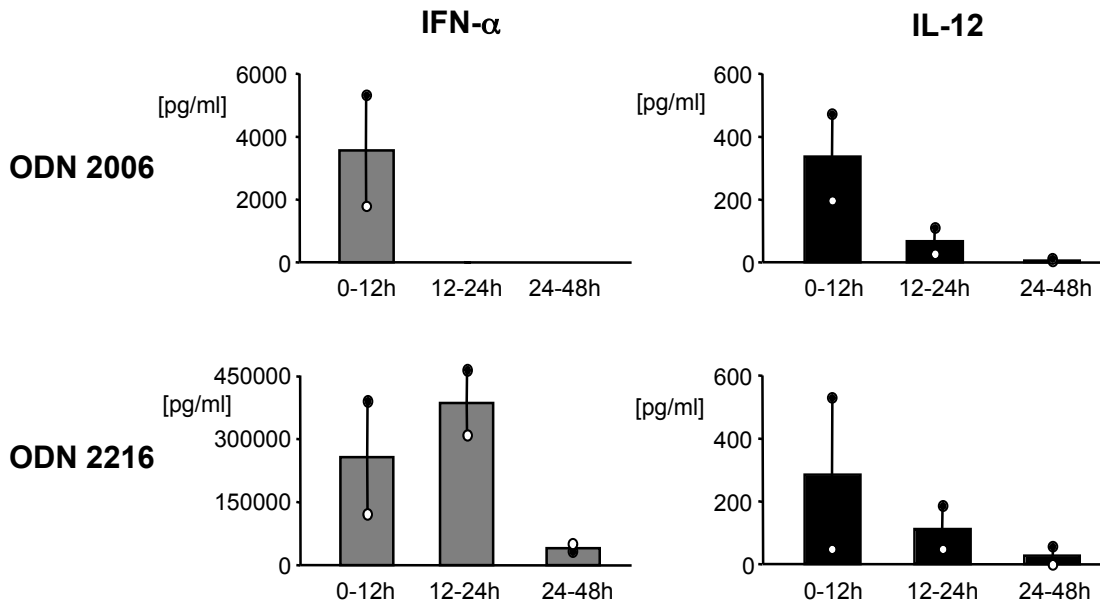 IFN-α IL-12
6000 600
[pg/ml] [pg/ml]
4000 400
ODN 2006
2000 200
0 0
0-12h 12-24h 24-48h 0-12h 12-24h 24-48h
450000 600
[pg/ml] [pg/ml]
300000 400
ODN 2216
150000 200
0 0
0-12h 12-24h 24-48h 0-12h 12-24h 24-48h